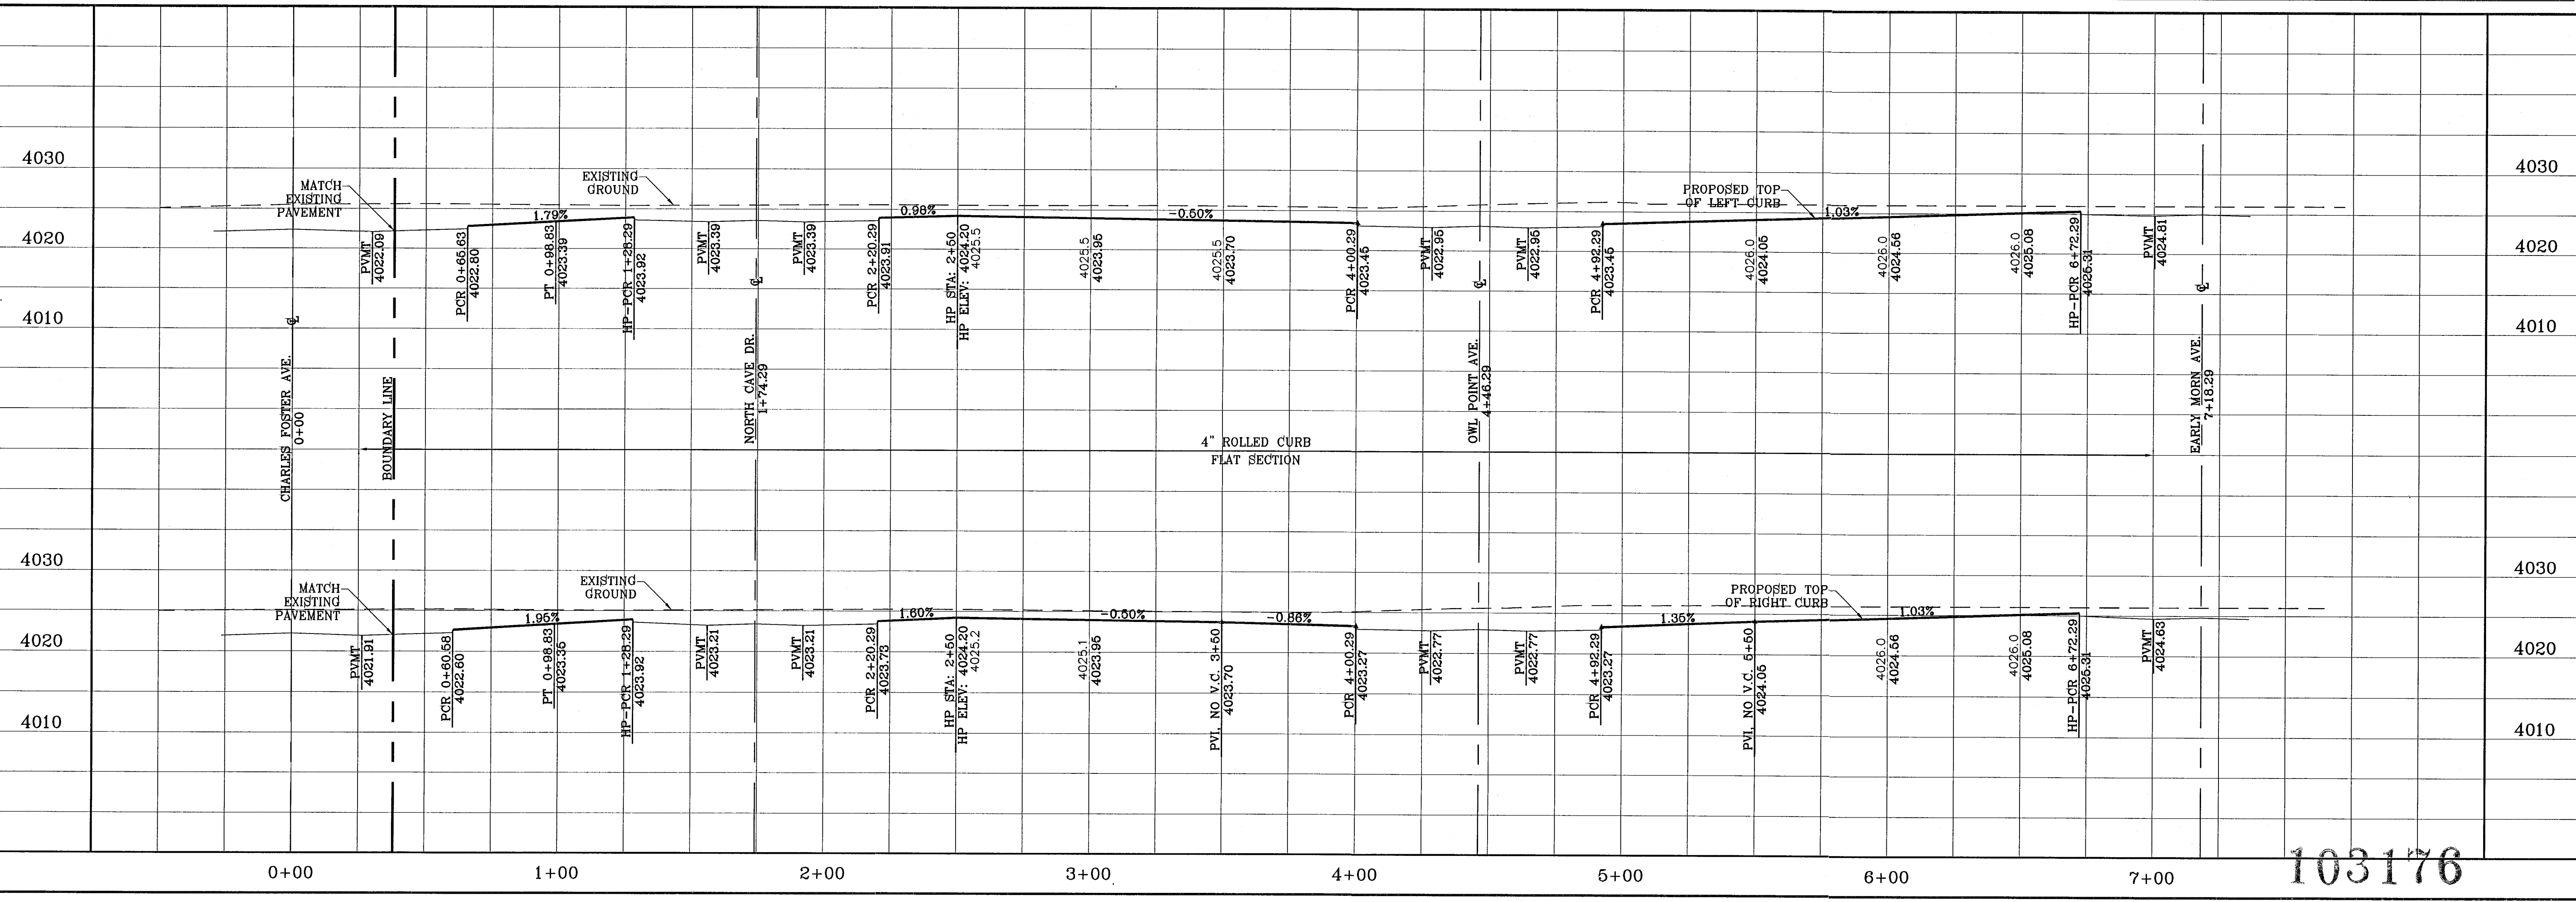 4030
4030
MATCH
EXISTING
PAVEMENT
EXISTING
GROUND
PROPOSED TOP
OF LEFT CURB
1.79%
0.98%
-0.50%
1.03%
4020
4020
PVMT
4022.09
PCR 0+65.63
4022.80
PT 0+98.83
4023.39
HP-PCR 1+28.29
4023.92
PVMT
4023.39
PVMT
4023.39
PCR 2+20.29
4023.91
HP STA: 2+50
HP ELEV: 4024.20
4025.5
4025.5
4023.95
4025.5
4023.70
PCR 4+00.29
4023.45
PVMT
4022.95
PVMT
4022.95
PCR 4+92.29
4023.45
4026.0
4024.05
4026.0
4024.56
4026.0
4025.08
HP-PCR 6+72.29
4025.31
PVMT
4024.81
4010
4010
CHARLES FOSTER AVE.
0+00
BOUNDARY LINE
NORTH CAVE DR.
1+74.29
OWL POINT AVE.
4+46.29
EARLY MORN AVE.
7+18.29
4" ROLLED CURB
FLAT SECTION
4030
4030
MATCH
EXISTING
PAVEMENT
EXISTING
GROUND
PROPOSED TOP
OF RIGHT CURB
1.95%
1.60%
-0.50%
-0.86%
1.35%
1.03%
4020
4020
PVMT
4021.91
PCR 0+60.58
4022.60
PT 0+98.83
4023.35
HP-PCR 1+28.29
4023.92
PVMT
4023.21
PVMT
4023.21
PCR 2+20.29
4023.73
HP STA: 2+50
HP ELEV: 4024.20
4025.2
4025.1
4023.95
PVI, NO V.C. 3+50
4023.70
PCR 4+00.29
4023.27
PVMT
4022.77
PVMT
4022.77
PCR 4+92.29
4023.27
PVI, NO V.C. 5+50
4024.05
4026.0
4024.56
4026.0
4025.08
HP-PCR 6+72.29
4025.31
PVMT
4024.63
4010
4010
0+00
1+00
2+00
3+00
4+00
5+00
6+00
7+00
103176